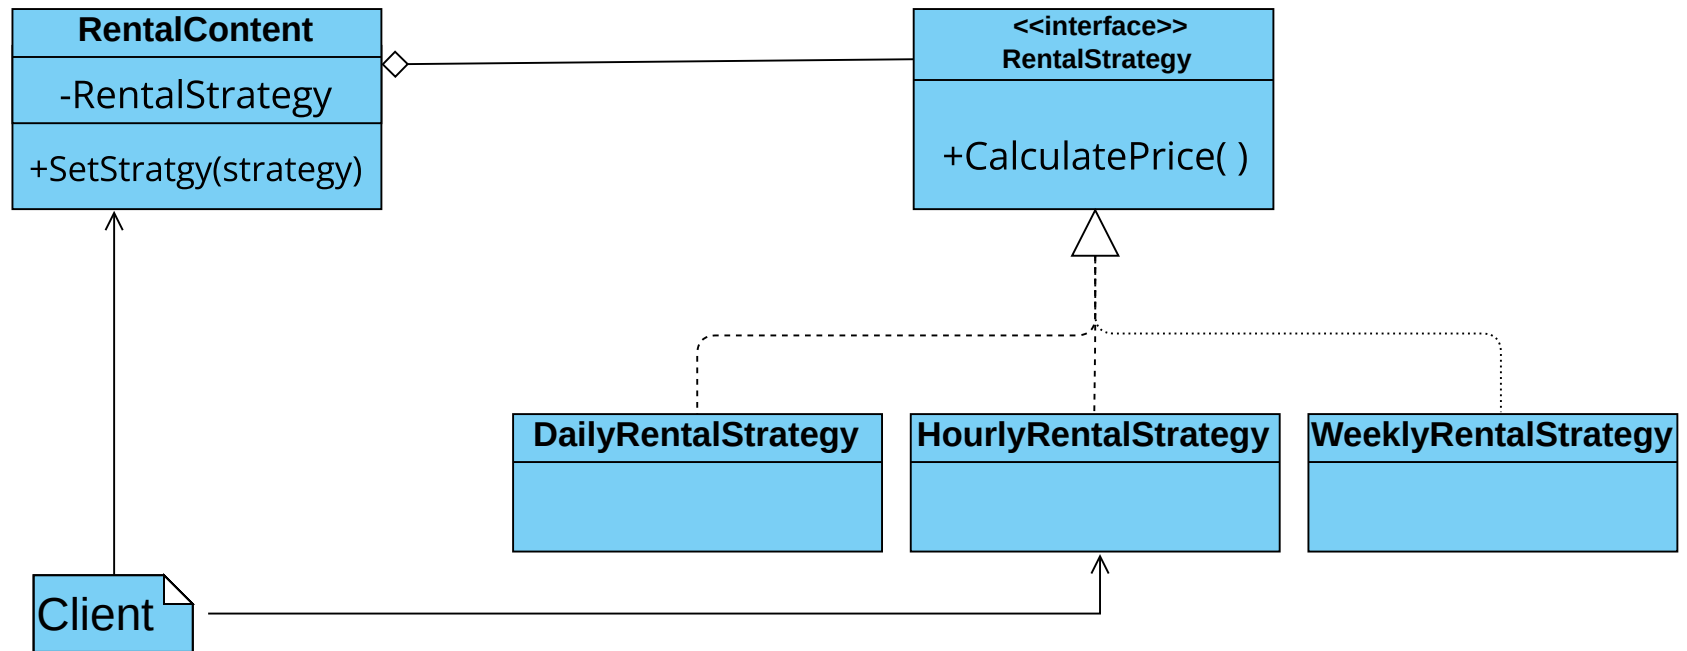 RentalContent
-RentalStrategy
+SetStratgy(strategy)
<<interface>>
RentalStrategy
+CalculatePrice( )
DailyRentalStrategy
HourlyRentalStrategy
WeeklyRentalStrategy
Client